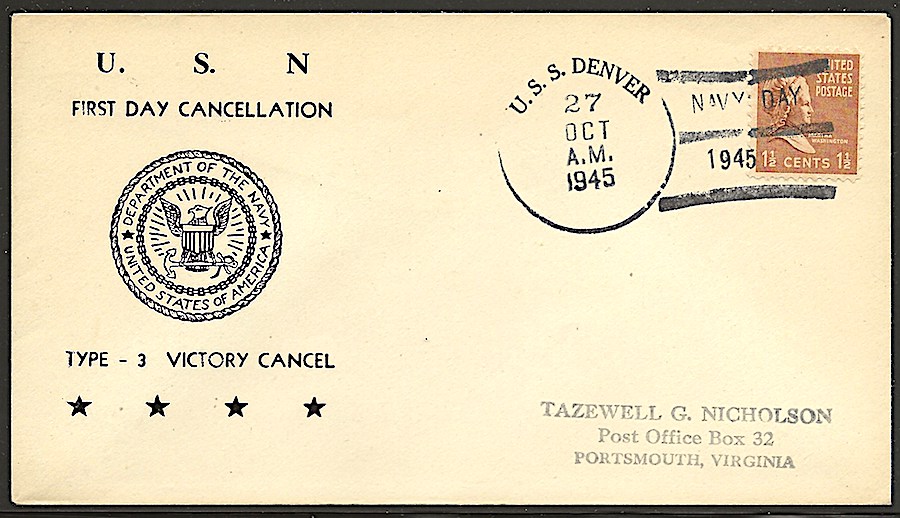 U. S. N
FIRST DAY CANCELLATION
DEPARTMENT OF THE NAVY
UNITED STATES OF AMERICA
TYPE - 3 VICTORY CANCEL
U.S.S. DENVER
27
OCT
A.M.
1945
NAVY DAY
1945
UNITED
STATES
POSTAGE
MARTHA
WASHINGTON
1½ CENTS 1½
TAZEWELL G. NICHOLSON
Post Office Box 32
PORTSMOUTH, VIRGINIA